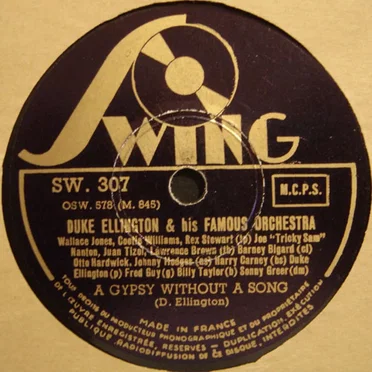 SWING
SW. 307
OSW. 578 (M. 845)
M.C.P.S.
DUKE ELLINGTON & his FAMOUS ORCHESTRA
Wallace Jones, Cootie Williams, Rex Stewart (tp) Joe "Tricky Sam"
Nanton, Juan Tizol, Lawrence Brown (tb) Barney Bigard (cl)
Otto Hardwick, Johnny Hodges (as) Harry Carney (bs) Duke
Ellington (p) Fred Guy (g) Billy Taylor (b) Sonny Greer (dm)
A GYPSY WITHOUT A SONG
(D. Ellington)
MADE IN FRANCE
TOUS DROITS DU PRODUCTEUR PHONOGRAPHIQUE ET DU PROPRIÉTAIRE
DE L'ŒUVRE ENREGISTRÉE, RESERVÉS - DUPLICATION, EXÉCUTION
PUBLIQUE, RADIODIFFUSION DE CE DISQUE, INTERDITES